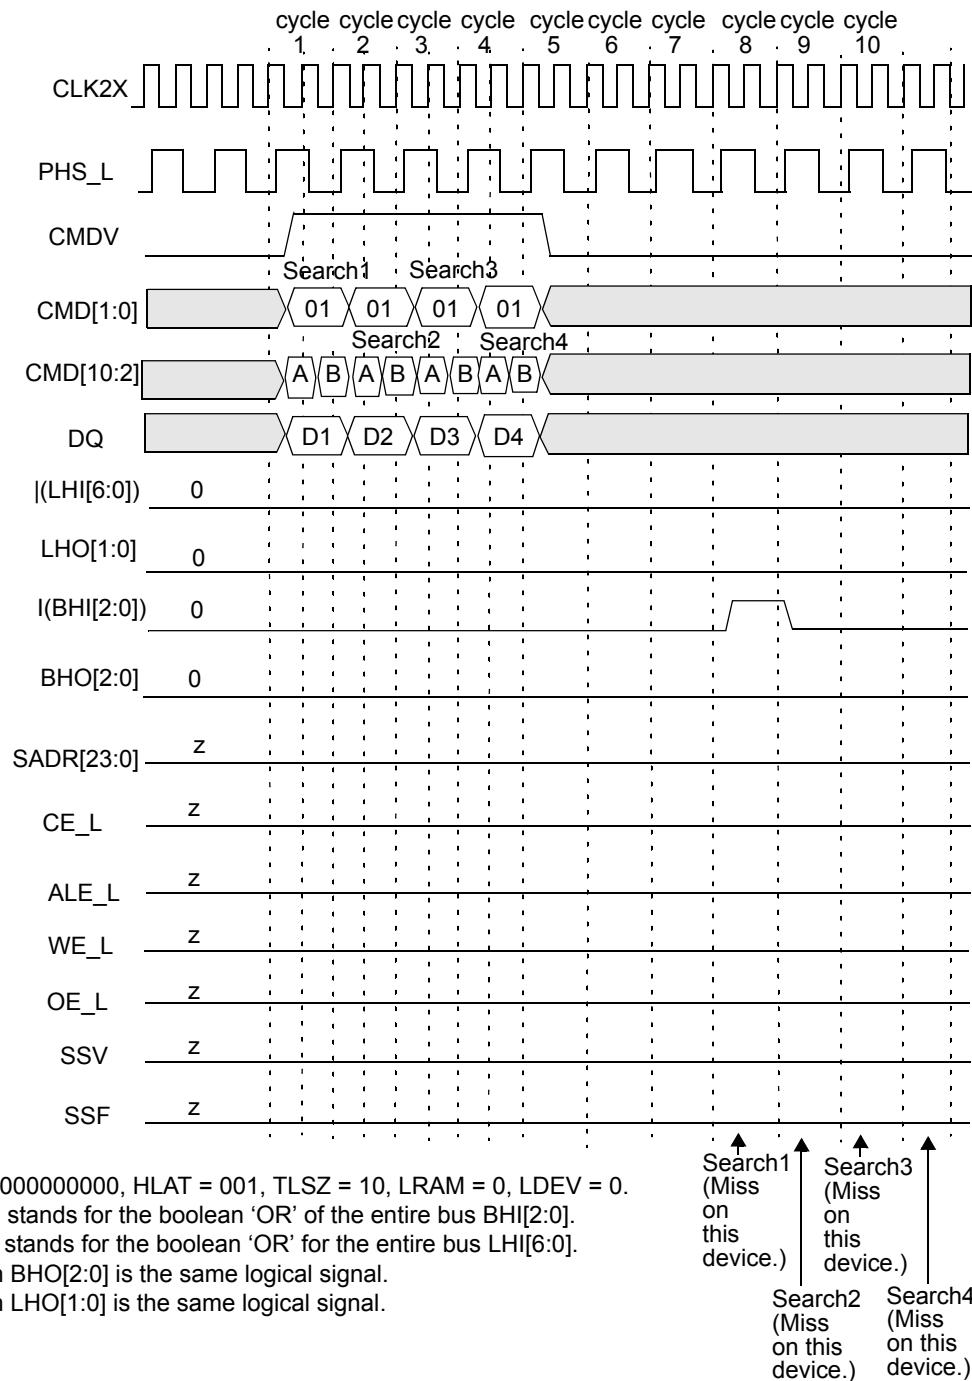 cycle cycle cycle cycle cycle cycle cycle cycle cycle cycle
1 2 3 4 5 6 7 8 9 10
CLK2X
PHS_L
CMDV
Search1 Search3
CMD[1:0] 01 01 01 01
Search2 Search4
CMD[10:2] A B A B A B A B
DQ D1 D2 D3 D4
|(LHI[6:0]) 0
LHO[1:0] 0
I(BHI[2:0]) 0
BHO[2:0] 0
SADR[23:0] z
CE_L z
ALE_L z
WE_L z
OE_L z
SSV z
SSF z
000000000, HLAT = 001, TLSZ = 10, LRAM = 0, LDEV = 0.
stands for the boolean ‘OR’ of the entire bus BHI[2:0].
stands for the boolean ‘OR’ for the entire bus LHI[6:0].
BHO[2:0] is the same logical signal.
LHO[1:0] is the same logical signal.
Search1
(Miss
on
this
device.)
Search3
(Miss
on
this
device.)
Search2
(Miss
on this
device.)
Search4
(Miss
on this
device.)